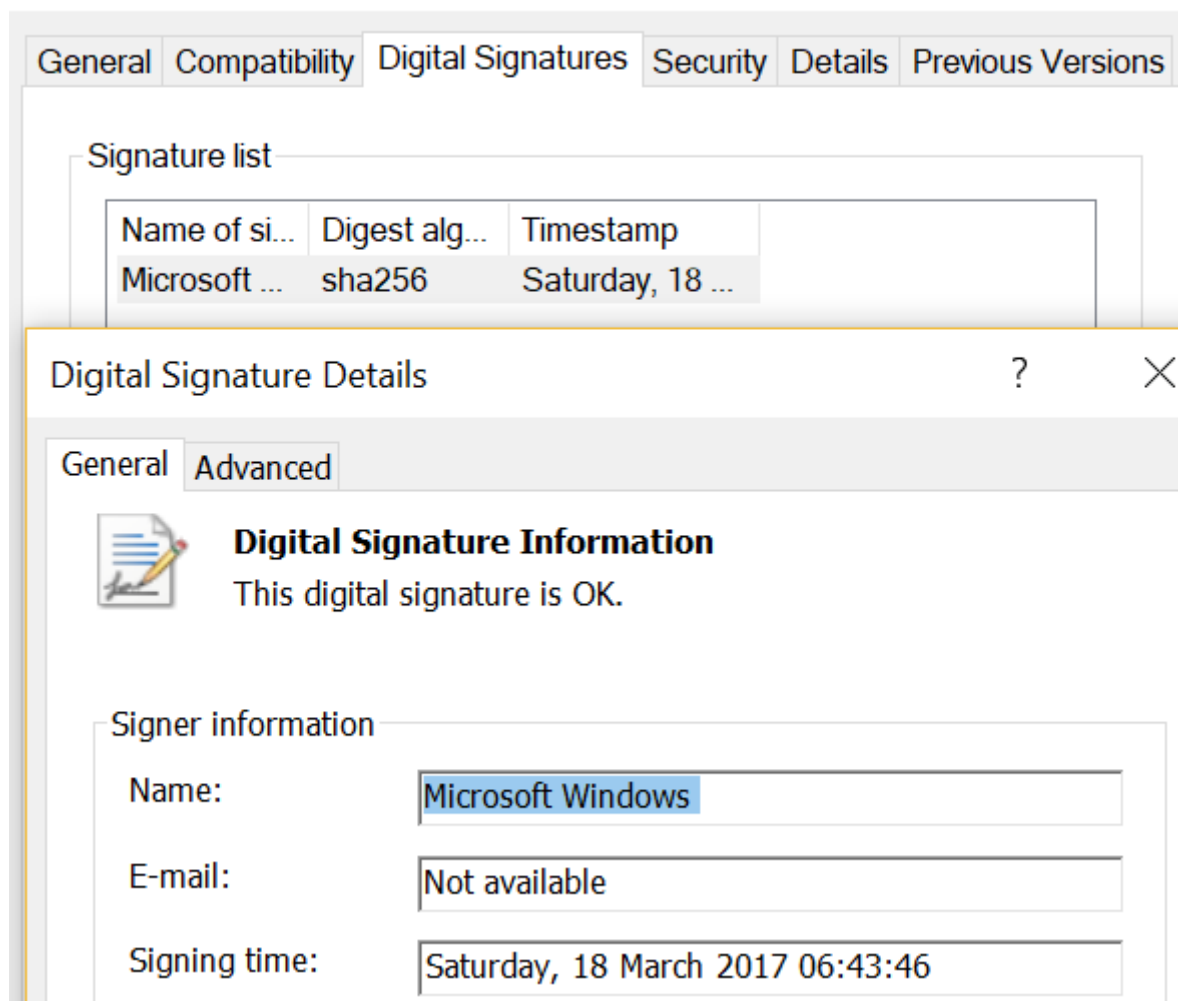 General Compatibility Digital Signatures Security Details Previous Versions
Signature list
Name of si... Digest alg... Timestamp
Microsoft ... sha256 Saturday, 18 ...
Digital Signature Details ?
General Advanced
Digital Signature Information
This digital signature is OK.
Signer information
Name: Microsoft Windows
E-mail: Not available
Signing time: Saturday, 18 March 2017 06:43:46